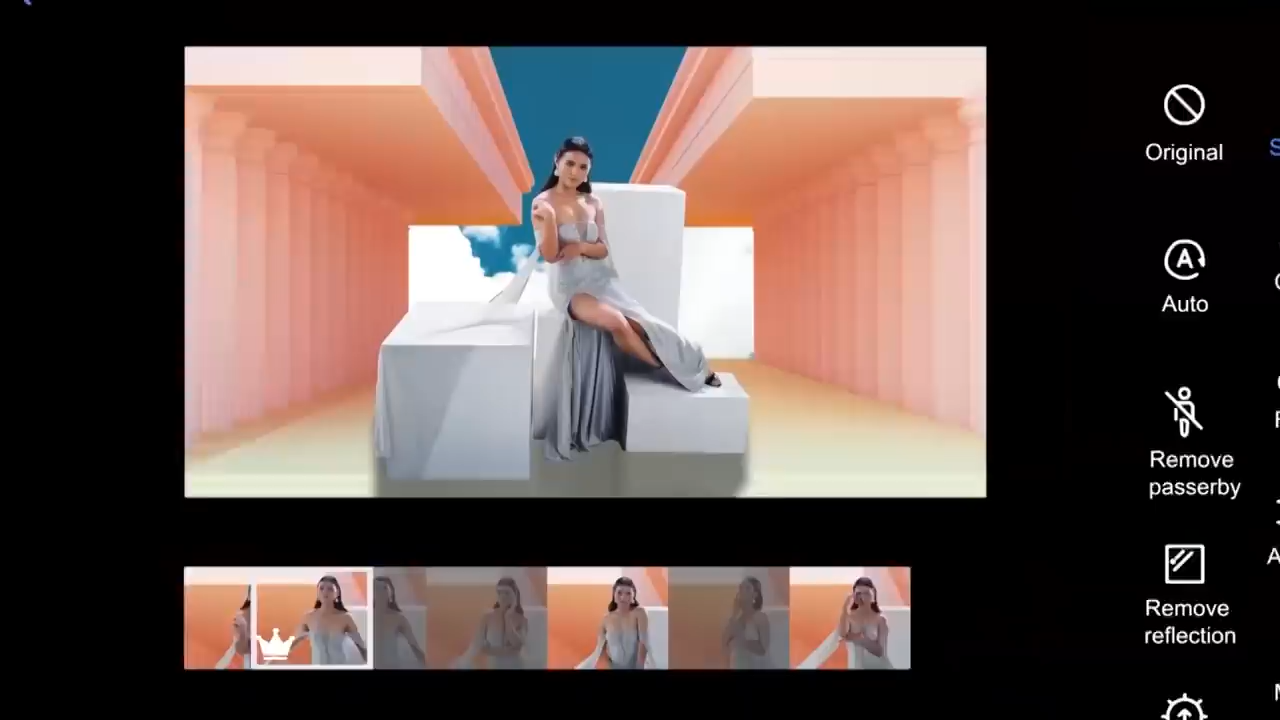 Original
Auto
Remove
passerby
Remove
reflection